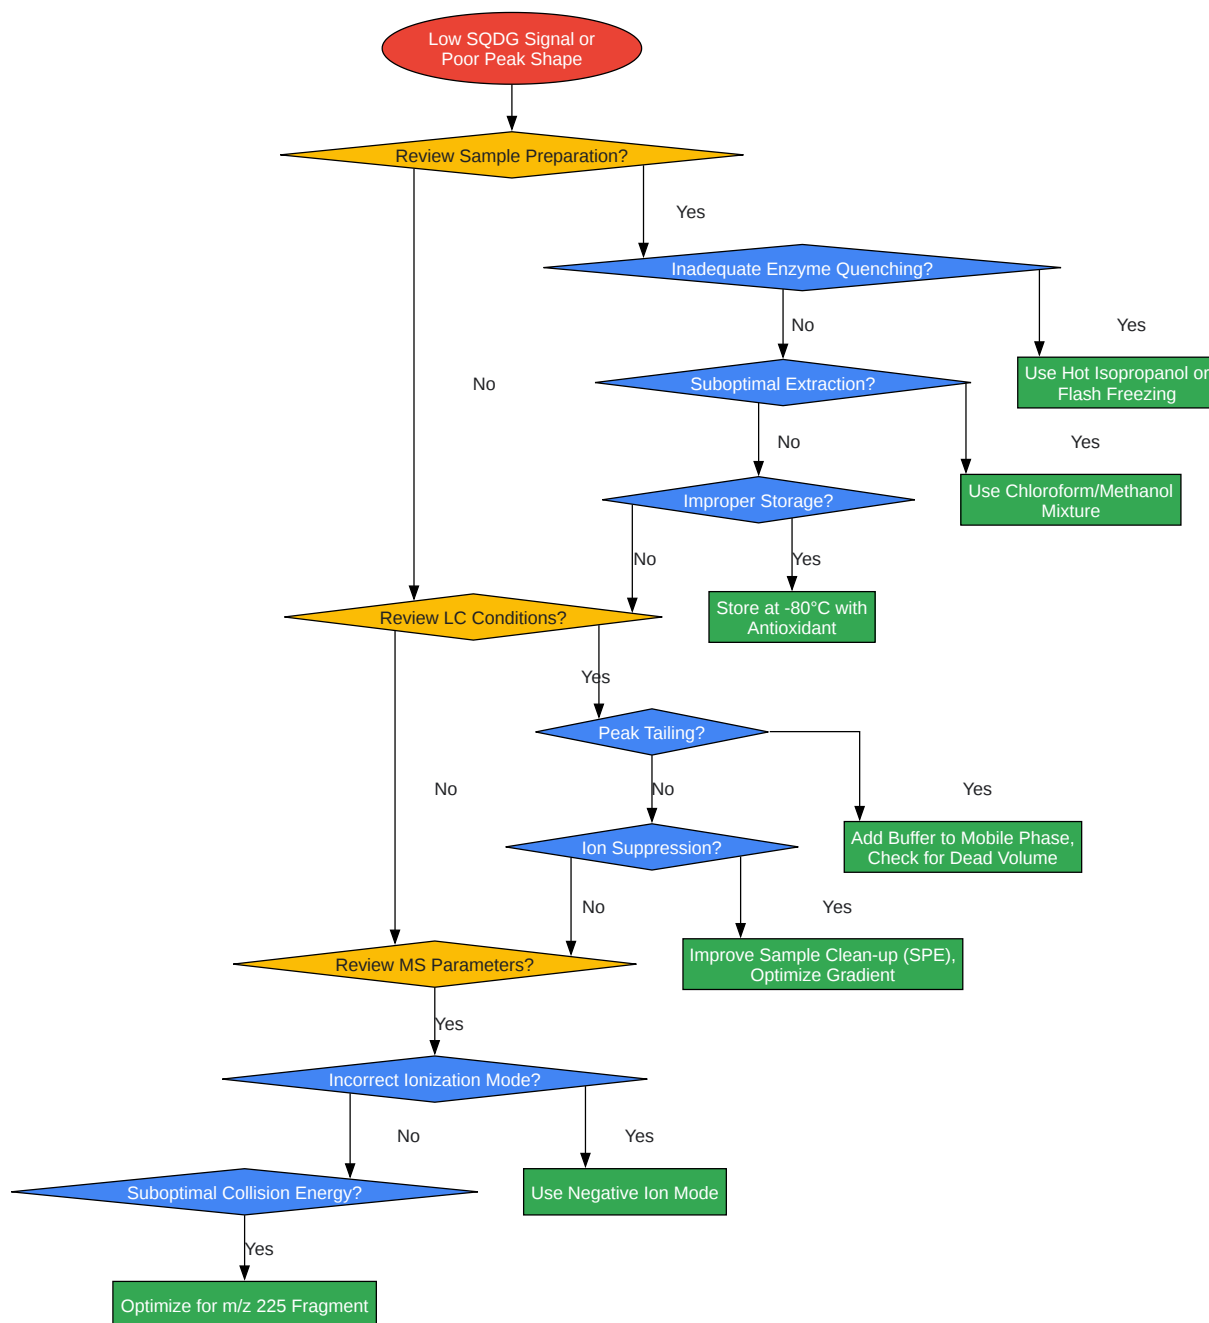 Low SQDG Signal or
Poor Peak Shape
Review Sample Preparation?
Yes
Inadequate Enzyme Quenching?
No
Yes
Use Hot Isopropanol or
Flash Freezing
No
Suboptimal Extraction?
No
Yes
Use Chloroform/Methanol
Mixture
Improper Storage?
No
Yes
Store at -80°C with
Antioxidant
Review LC Conditions?
Yes
Peak Tailing?
No
No
Yes
Add Buffer to Mobile Phase,
Check for Dead Volume
Ion Suppression?
No
Yes
Improve Sample Clean-up (SPE),
Optimize Gradient
Review MS Parameters?
Yes
Incorrect Ionization Mode?
No
Yes
Use Negative Ion Mode
Suboptimal Collision Energy?
Yes
Optimize for m/z 225 Fragment